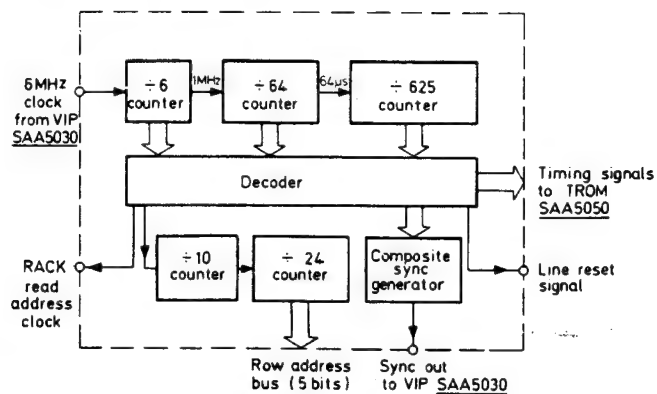 6MHz
clock
from VIP
SAA5030
÷6
counter
1MHz
÷64
counter
64µs
÷625
counter
Decoder
Timing signals
to TROM
SAA5050
RACK
read
address
clock
÷10
counter
÷ 24
counter
Composite
sync
generator
Line reset
signal
Row address
bus (5 bits)
Sync out
to VIP SAA5030